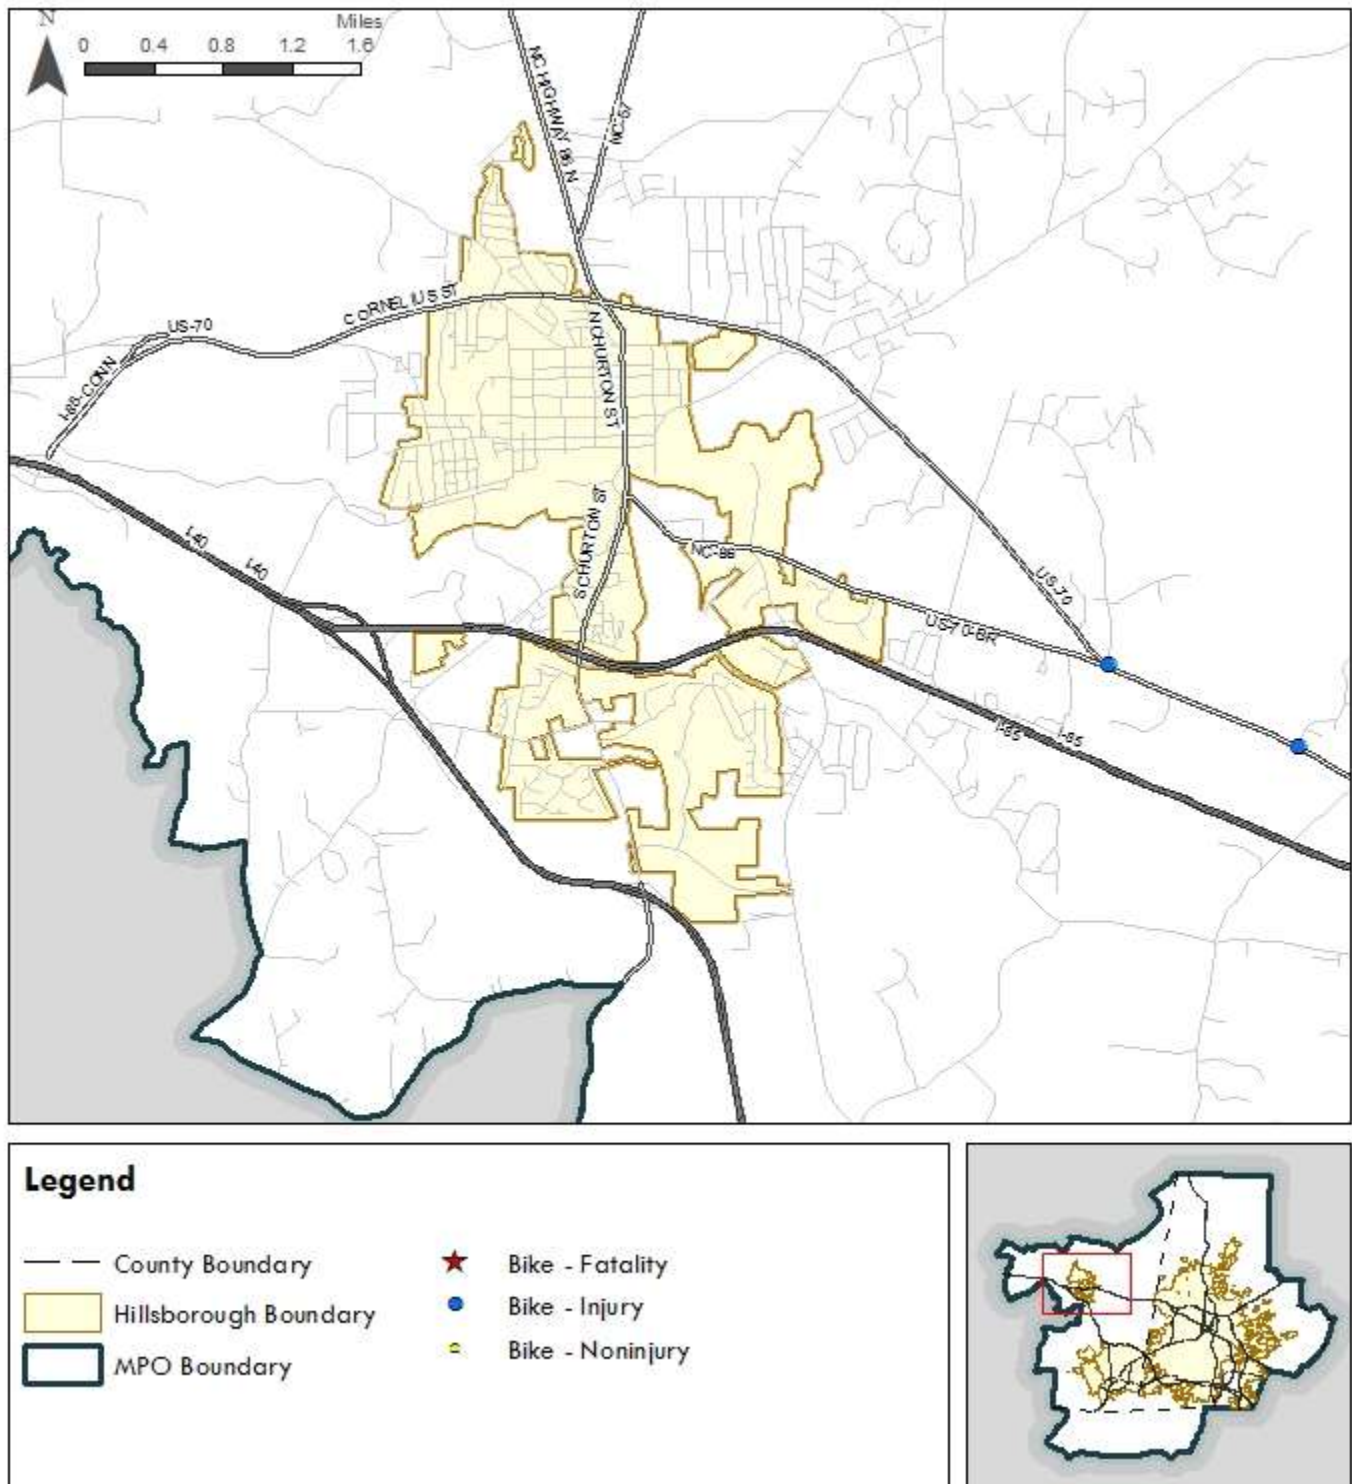 N
Miles
0 0.4 0.8 1.2 1.6
NC HIGHWAY 86 N
NC-57
CORNELIUS ST
US-70
I-85-CONN
N CHURTON ST
S CHURTON ST
I-40
I-40
NC-86
US-70
US-70-BR
I-85
I-85
Legend
County Boundary
Hillsborough Boundary
MPO Boundary
Bike - Fatality
Bike - Injury
Bike - Noninjury